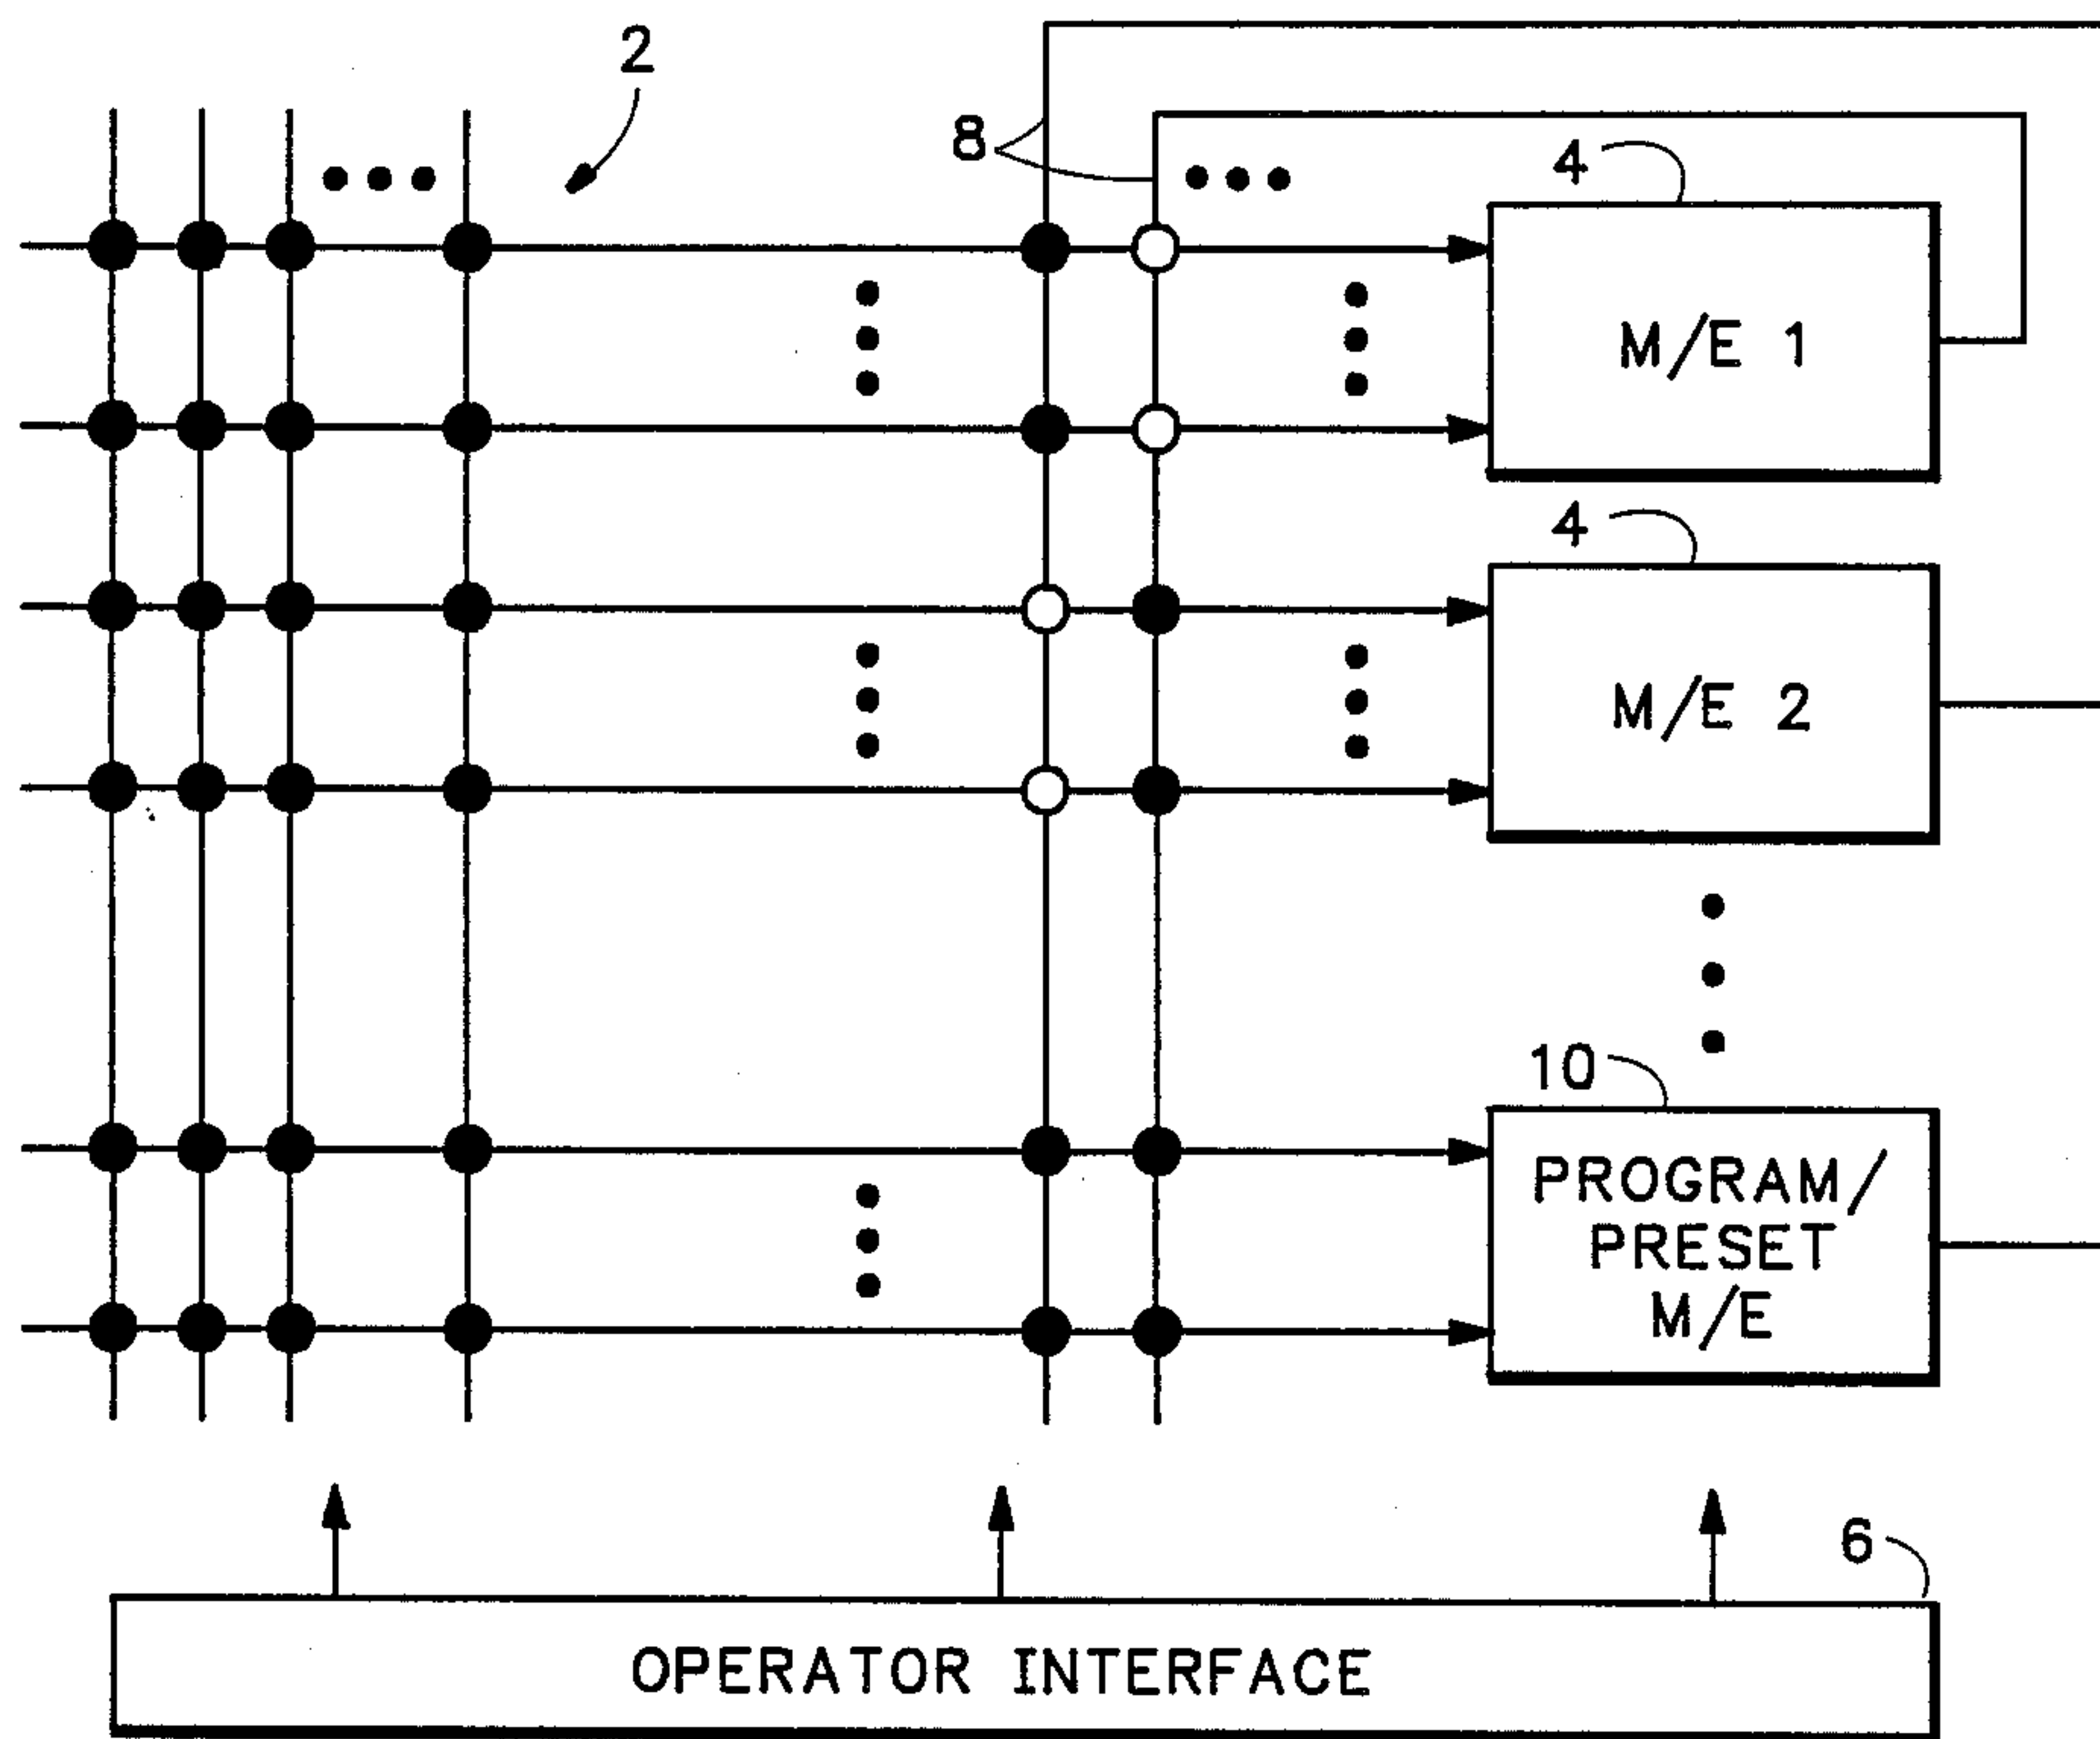 2
8
4
M/E 1
4
M/E 2
10
PROGRAM/
PRESET
M/E
6
OPERATOR INTERFACE